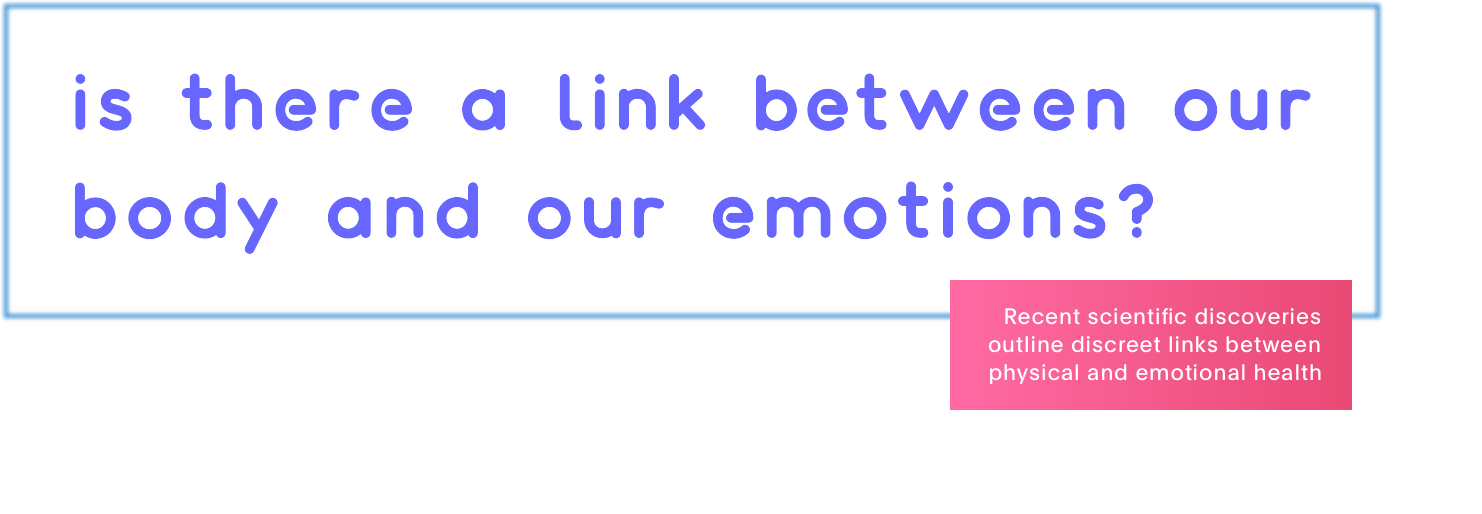 is there a link between our
body and our emotions?
Recent scientific discoveries
outline discreet links between
physical and emotional health